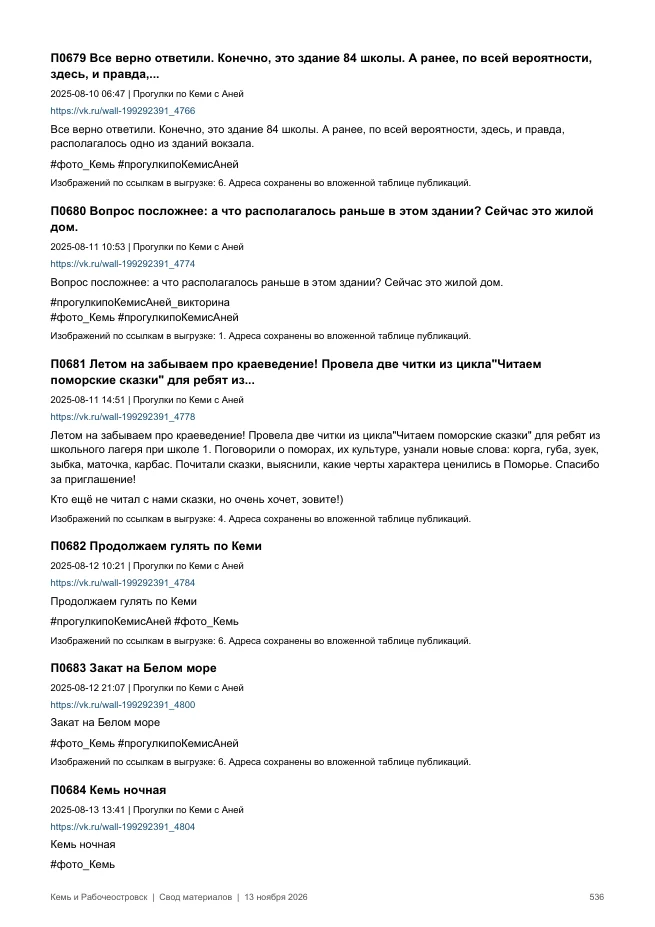 П0679 Все верно ответили. Конечно, это здание 84 школы. А ранее, по всей вероятности,
здесь, и правда,...
2025-08-10 06:47 | Прогулки по Кеми с Аней
https://vk.ru/wall-199292391_4766
Все верно ответили. Конечно, это здание 84 школы. А ранее, по всей вероятности, здесь, и правда,
располагалось одно из зданий вокзала.
#фото_Кемь #прогулкипоКемисАней
Изображений по ссылкам в выгрузке: 6. Адреса сохранены во вложенной таблице публикаций.
П0680 Вопрос посложнее: а что располагалось раньше в этом здании? Сейчас это жилой
дом.
2025-08-11 10:53 | Прогулки по Кеми с Аней
https://vk.ru/wall-199292391_4774
Вопрос посложнее: а что располагалось раньше в этом здании? Сейчас это жилой дом.
#прогулкипоКемисАней_викторина
#фото_Кемь #прогулкипоКемисАней
Изображений по ссылкам в выгрузке: 1. Адреса сохранены во вложенной таблице публикаций.
П0681 Летом на забываем про краеведение! Провела две читки из цикла"Читаем
поморские сказки" для ребят из...
2025-08-11 14:51 | Прогулки по Кеми с Аней
https://vk.ru/wall-199292391_4778
Летом на забываем про краеведение! Провела две читки из цикла"Читаем поморские сказки" для ребят из
школьного лагеря при школе 1. Поговорили о поморах, их культуре, узнали новые слова: корга, губа, зуек,
зыбка, маточка, карбас. Почитали сказки, выяснили, какие черты характера ценились в Поморье. Спасибо
за приглашение!
Кто ещё не читал с нами сказки, но очень хочет, зовите!)
Изображений по ссылкам в выгрузке: 4. Адреса сохранены во вложенной таблице публикаций.
П0682 Продолжаем гулять по Кеми
2025-08-12 10:21 | Прогулки по Кеми с Аней
https://vk.ru/wall-199292391_4784
Продолжаем гулять по Кеми
#прогулкипоКемисАней #фото_Кемь
Изображений по ссылкам в выгрузке: 6. Адреса сохранены во вложенной таблице публикаций.
П0683 Закат на Белом море
2025-08-12 21:07 | Прогулки по Кеми с Аней
https://vk.ru/wall-199292391_4800
Закат на Белом море
#фото_Кемь #прогулкипоКемисАней
Изображений по ссылкам в выгрузке: 6. Адреса сохранены во вложенной таблице публикаций.
П0684 Кемь ночная
2025-08-13 13:41 | Прогулки по Кеми с Аней
https://vk.ru/wall-199292391_4804
Кемь ночная
#фото_Кемь
Кемь и Рабочеостровск | Свод материалов | 13 ноября 2026 536